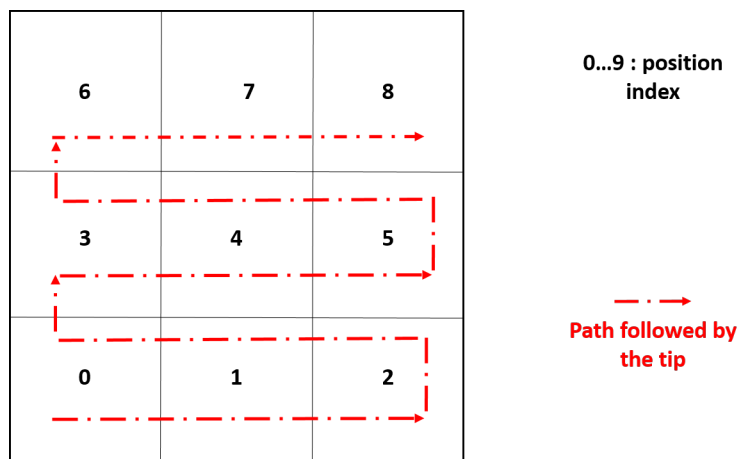 6 7 8
3 4 5
0 1 2
0...9 : position
index
Path followed by
the tip